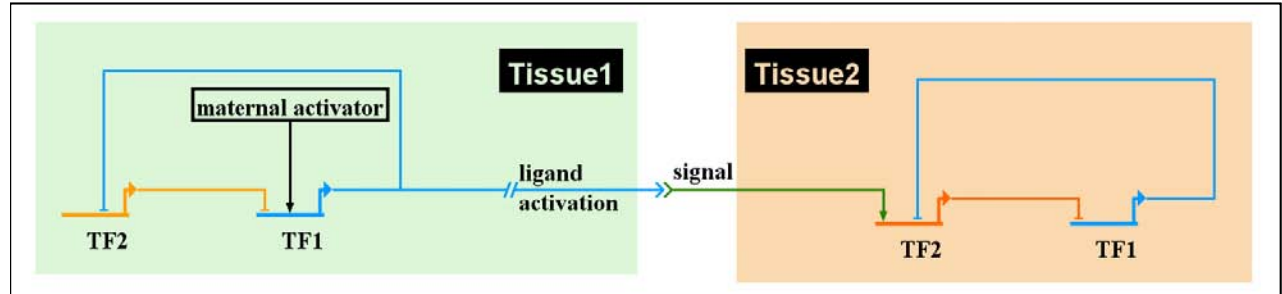 Tissue1
Tissue2
maternal activator
ligand
activation
signal
TF2
TF1
TF2
TF1